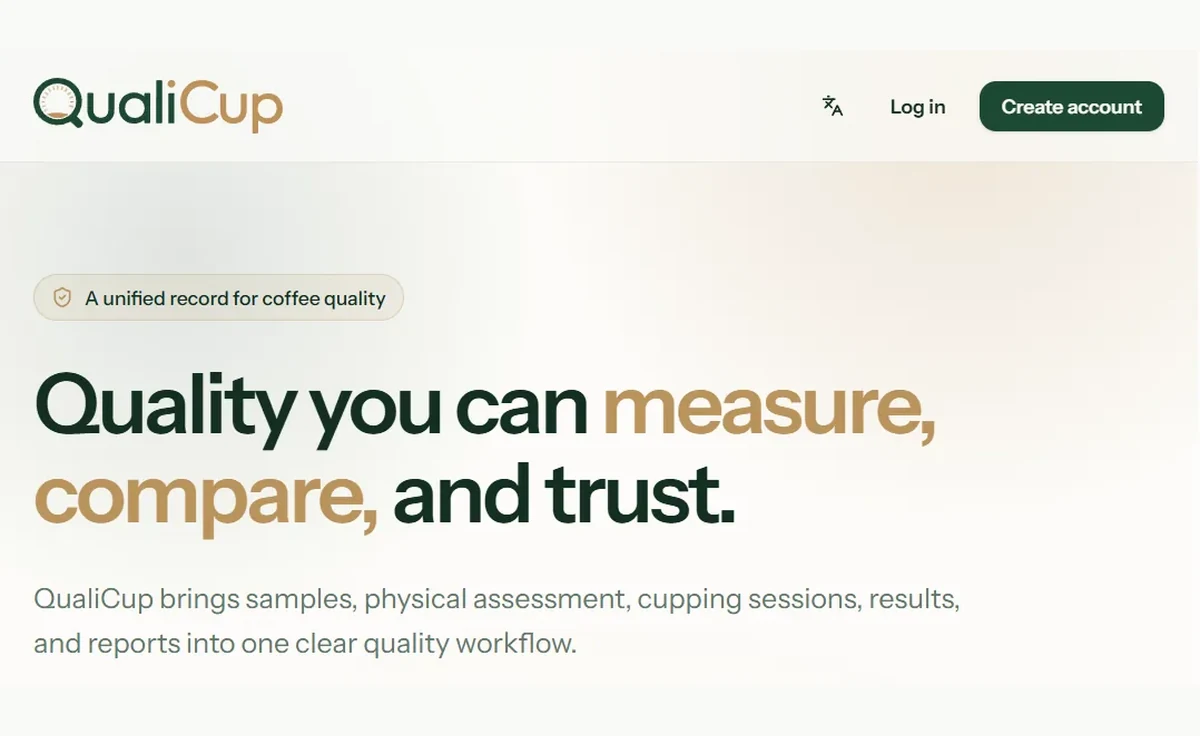 QualiCup
Log in
Create account
A unified record for coffee quality
Quality you can measure,
compare, and trust.
QualiCup brings samples, physical assessment, cupping sessions, results,
and reports into one clear quality workflow.